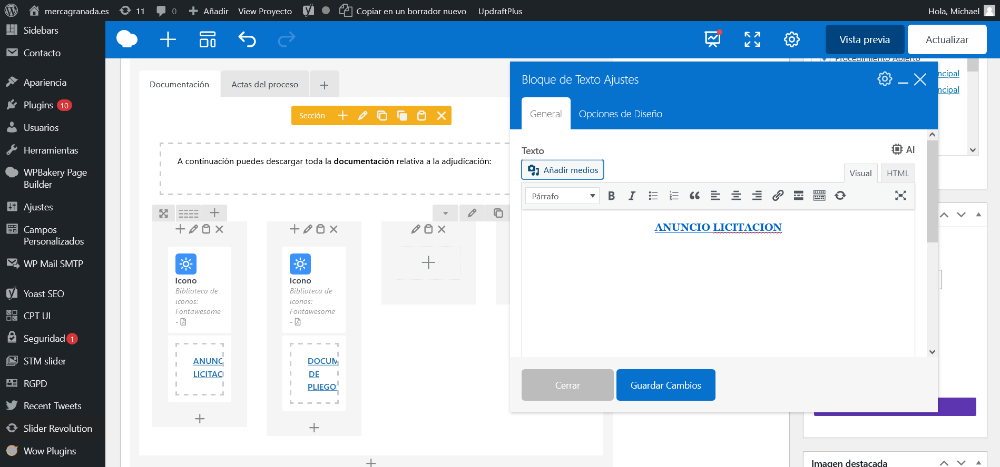 mercagranada.es 11 0 Añadir View Proyecto Copiar en un borrador nuevo UpdraftPlus Hola, Michael
Sidebars
Contacto
Apariencia
Plugins 10
Usuarios
Herramientas
WPBakery Page
Builder
Ajustes
Campos
Personalizados
WP Mail SMTP
Yoast SEO
CPT UI
Seguridad 1
STM slider
RGPD
Recent Tweets
Slider Revolution
Wow Plugins
Vista previa Actualizar
Documentación Actas del proceso
Sección
A continuación puedes descargar toda la documentación relativa a la adjudicación:
Icono
Biblioteca de
iconos:
Fontawesome
-
ANUNC
LICITAC
Icono
Biblioteca de
iconos:
Fontawesome
-
DOCUM
DE
PLIEGOS
Bloque de Texto Ajustes
General Opciones de Diseño
Texto AI
Añadir medios
Visual HTML
Párrafo B I
ANUNCIO LICITACION
Cerrar Guardar Cambios
Procedimiento Abierto
ncipal
ncipal
Imagen destacada